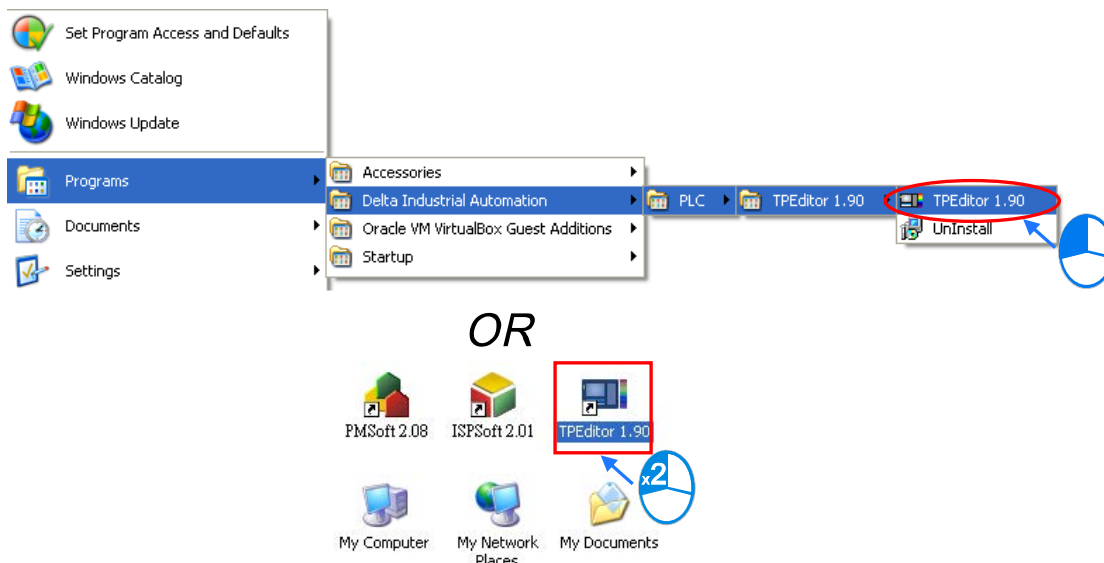 Set Program Access and Defaults
Windows Catalog
Windows Update
Programs
Accessories
Delta Industrial Automation
PLC
TPEditor 1.90
TPEditor 1.90
Documents
Oracle VM VirtualBox Guest Additions
UnInstall
Startup
Settings
OR
PMSoft 2.08
ISPSoft 2.01
TPEditor 1.90
x2
My Computer
My Network
Places
My Documents